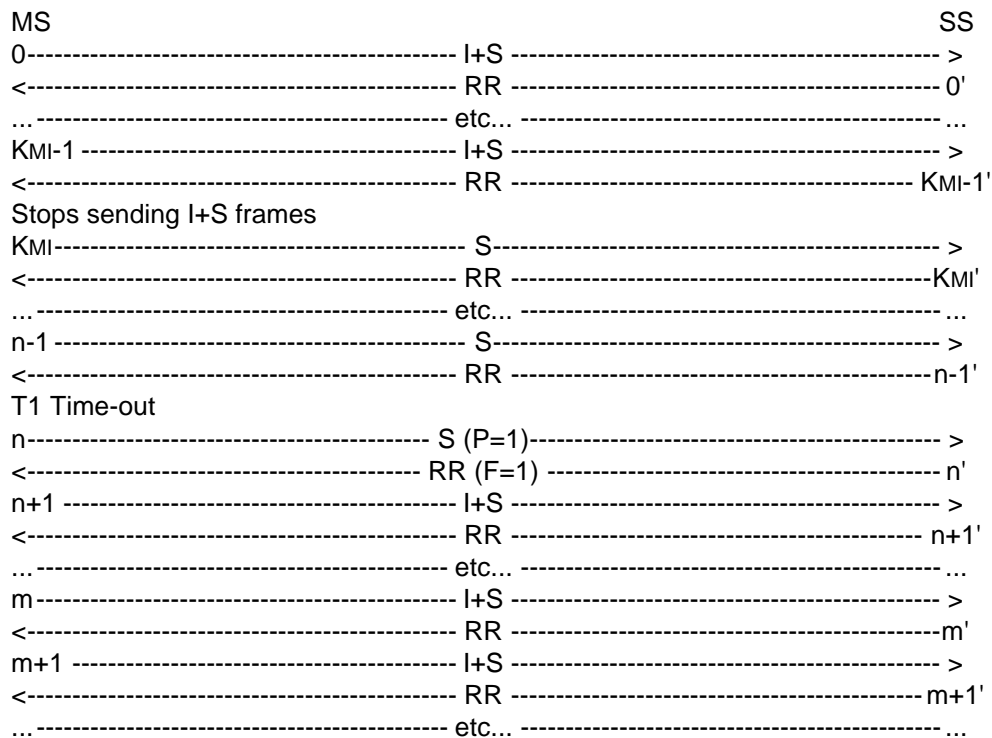 MS SS
0------------------------------------------------ I+S ------------------------------------------------ >
<------------------------------------------------- RR ------------------------------------------------ 0'
... ---------------------------------------------- etc... ----------------------------------------------- ...
KMI-1 ------------------------------------------ I+S ------------------------------------------------ >
<------------------------------------------------- RR --------------------------------------------- KMI-1'
Stops sending I+S frames
KMI---------------------------------------------- S-------------------------------------------------- >
<------------------------------------------------- RR -----------------------------------------------KMI'
... ---------------------------------------------- etc... ----------------------------------------------- ...
n-1 ---------------------------------------------- S-------------------------------------------------- >
<------------------------------------------------- RR -----------------------------------------------n-1'
T1 Time-out
n--------------------------------------------- S (P=1)---------------------------------------------- >
<-------------------------------------------- RR (F=1) -------------------------------------------- n'
n+1 -------------------------------------------- I+S ------------------------------------------------ >
<------------------------------------------------- RR ---------------------------------------------- n+1'
... ---------------------------------------------- etc... ----------------------------------------------- ...
m----------------------------------------------- I+S ------------------------------------------------ >
<------------------------------------------------- RR ------------------------------------------------m'
m+1 ------------------------------------------- I+S ------------------------------------------------ >
<------------------------------------------------- RR ---------------------------------------------- m+1'
... ---------------------------------------------- etc... ----------------------------------------------- ...